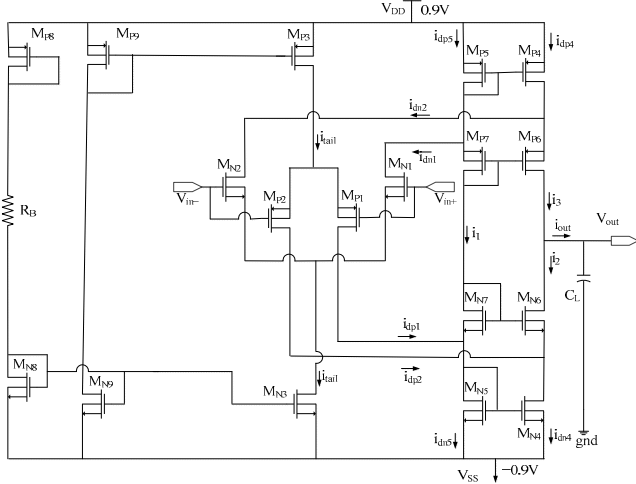 V_DD 0.9V
M_P8
M_P9
M_P3
i_dp5
M_P5
M_P4
i_dp4
i_dn2
i_tail
M_P7
M_P6
M_N2
i_dn1
M_N1
V_in−
M_P2
M_P1
V_in+
R_B
i_3
i_1
i_out
V_out
i_2
C_L
M_N7
M_N6
i_dp1
M_N8
M_N9
M_N3
i_tail
i_dp2
M_N5
M_N4
i_dn5
i_dn4
gnd
V_SS −0.9V